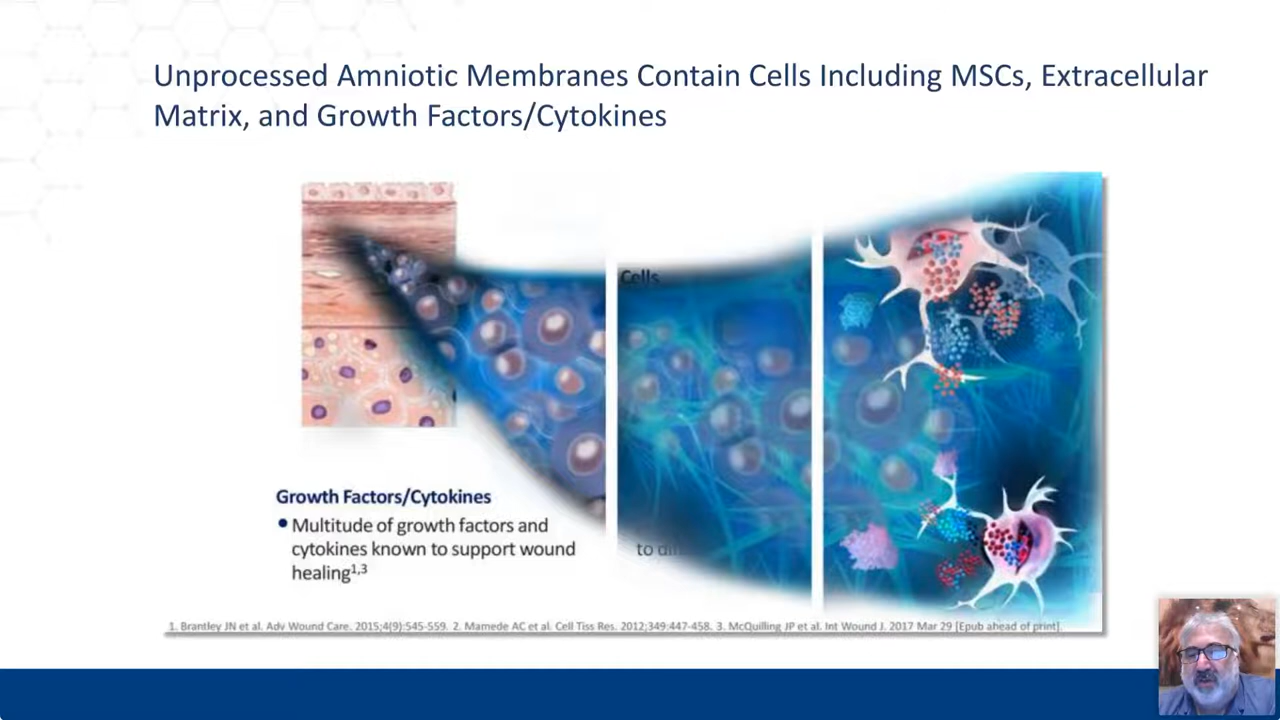 Unprocessed Amniotic Membranes Contain Cells Including MSCs, Extracellular
Matrix, and Growth Factors/Cytokines
Cells
Growth Factors/Cytokines
• Multitude of growth factors and
cytokines known to support wound
healing1,3
to
1. Brantley JN et al. Adv Wound Care. 2015;4(9):545-559. 2. Mamede AC et al. Cell Tiss Res. 2012;349:447-458. 3. McQuilling JP et al. Int Wound J. 2017 Mar 29 [Epub ahead of print].